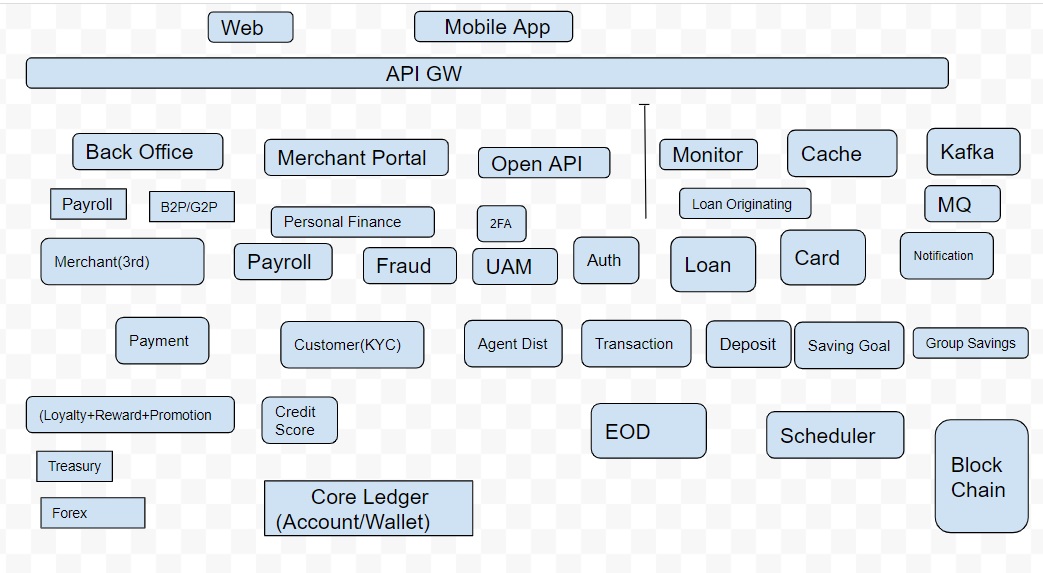 Web
Mobile App
API GW
Back Office
Merchant Portal
Open API
Monitor
Cache
Kafka
Payroll
B2P/G2P
Personal Finance
2FA
Loan Originating
MQ
Merchant(3rd)
Payroll
Fraud
UAM
Auth
Loan
Card
Notification
Payment
Customer(KYC)
Agent Dist
Transaction
Deposit
Saving Goal
Group Savings
(Loyalty+Reward+Promotion
Credit
Score
EOD
Scheduler
Block
Chain
Treasury
Forex
Core Ledger
(Account/Wallet)